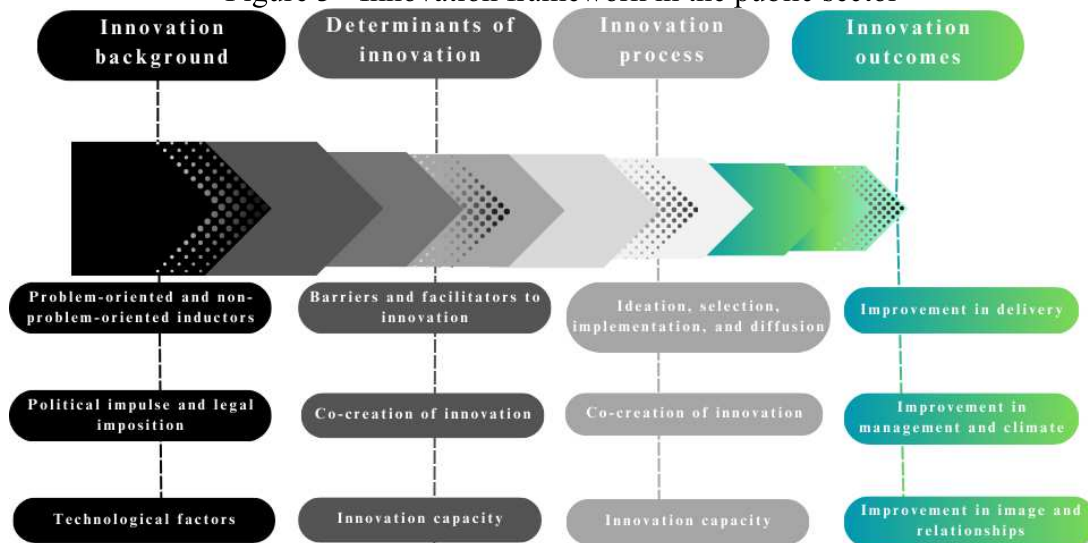 Innovation
background
Determinants of
innovation
Innovation
process
Innovation
outcomes
Problem-oriented and non-
problem-oriented inductors
Barriers and facilitators to
innovation
Ideation, selection,
implementation, and diffusion
Improvement in delivery
Political impulse and legal
imposition
Co-creation of innovation
Co-creation of innovation
Improvement in
management and climate
Technological factors
Innovation capacity
Innovation capacity
Improvement in image and
relationships